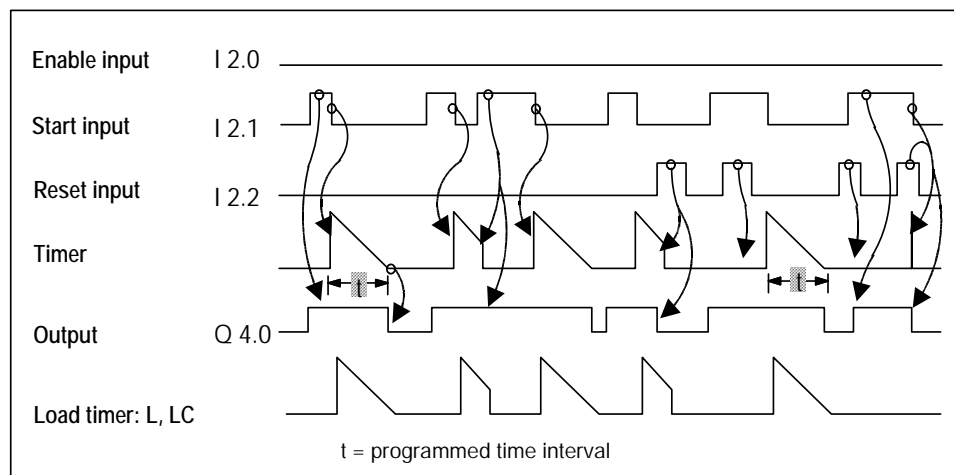 Enable input I 2.0
Start input I 2.1
Reset input I 2.2
Timer
t t
Output Q 4.0
Load timer: L, LC
t = programmed time interval